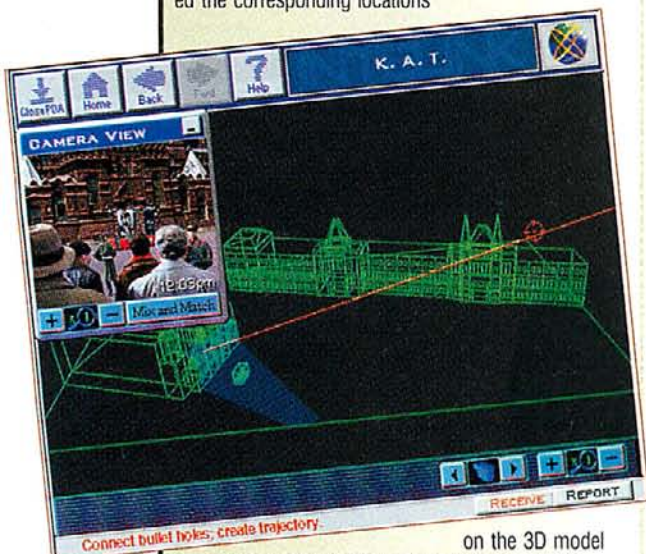 ed the corresponding locations
K. A. T.
Close PDA
Home
Back
Fwd
Help
CAMERA VIEW
12:03pm
Mix and Match
RECEIVE
REPORT
Connect bullet holes; create trajectory.
on the 3D model